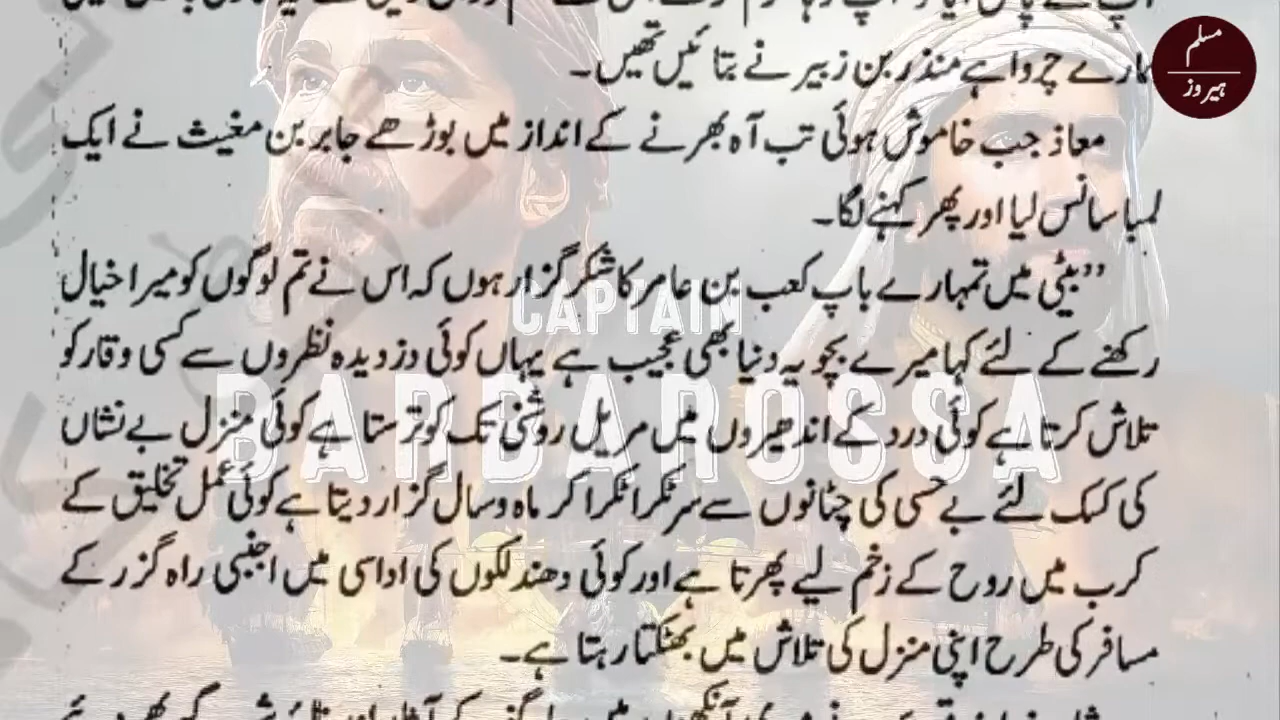 مسلم
ہیروز
ہمارے چرواہے منذر بن زبیر نے بتائیں تھیں۔
معاذ جب خاموش ہوئی تب آہ بھرنے کے انداز میں بوڑھے جابر بن مغیث نے ایک
لمبا سانس لیا اور پھر کہنے لگا۔
”بیٹی میں تمہارے باپ کعب بن عامر کا شکر گزار ہوں کہ اس نے تم لوگوں کو میرا خیال
رکھنے کے لئے کہا میرے بچو یہ دنیا بھی عجیب ہے یہاں کوئی دزدیدہ نظروں سے کسی وقار کو
تلاش کرتا ہے کوئی درد کے اندھیروں میں مریل روشنی تک کو ترستا ہے کوئی منزل بے نشاں
کی کسک لئے بے حسی کی چٹانوں سے سر ٹکرا ٹکرا کر ماہ و سال گزار دیتا ہے کوئی عمل تخلیق کے
کرب میں روح کے زخم لیے پھرتا ہے اور کوئی دھندلکوں کی اداسی میں اجنبی راہ گزر کے
مسافر کی طرح اپنی منزل کی تلاش میں بھٹکتا رہتا ہے۔
CAPTAIN
BARBAROSSA